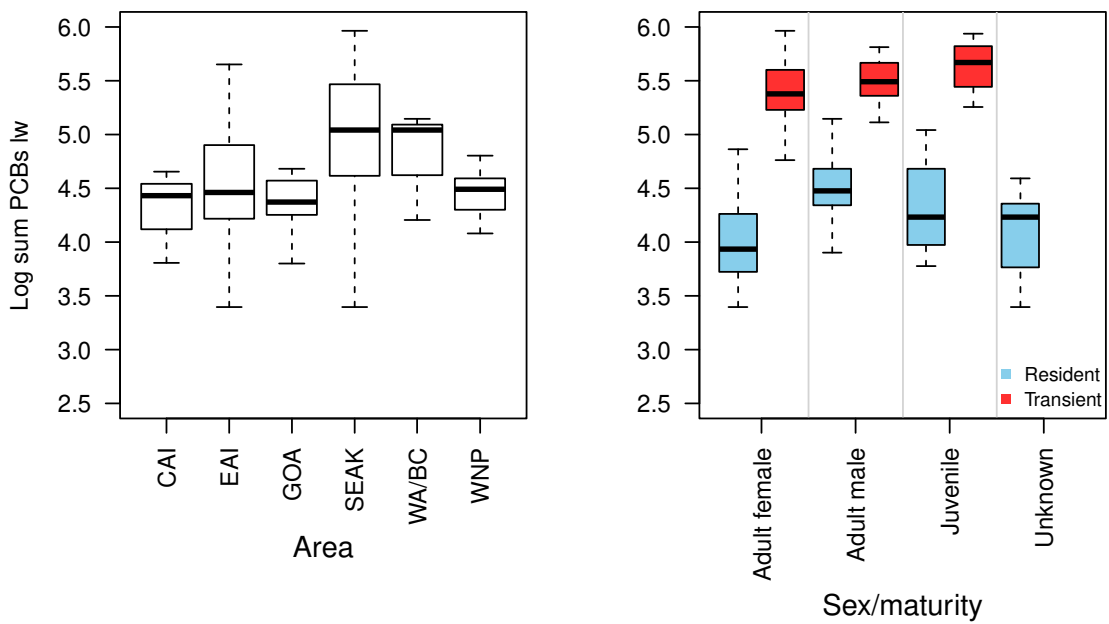 Log sum PCBs lw
6.0
5.5
5.0
4.5
4.0
3.5
3.0
2.5
CAI
EAI
GOA
SEAK
WA/BC
WNP
Area
6.0
5.5
5.0
4.5
4.0
3.5
3.0
2.5
Resident
Transient
Adult female
Adult male
Juvenile
Unknown
Sex/maturity